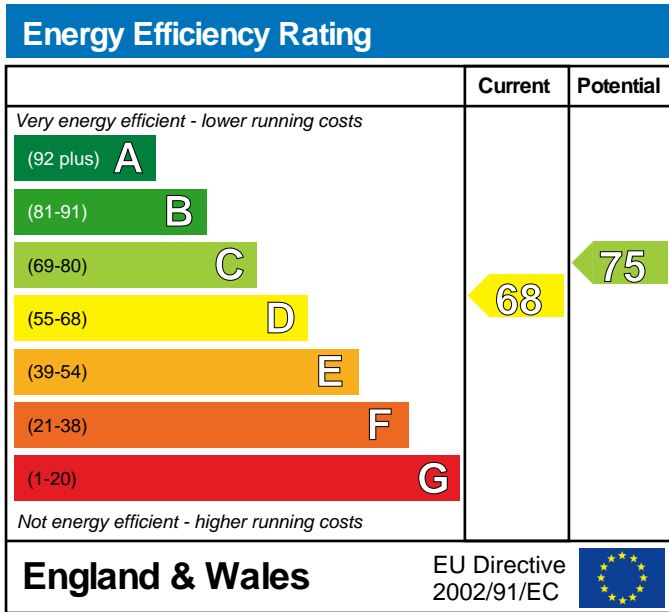 Energy Efficiency Rating
Current Potential
Very energy efficient - lower running costs
(92 plus) A
(81-91) B
(69-80) C
75
68
(55-68) D
(39-54) E
(21-38) F
(1-20) G
Not energy efficient - higher running costs
England & Wales
EU Directive
2002/91/EC